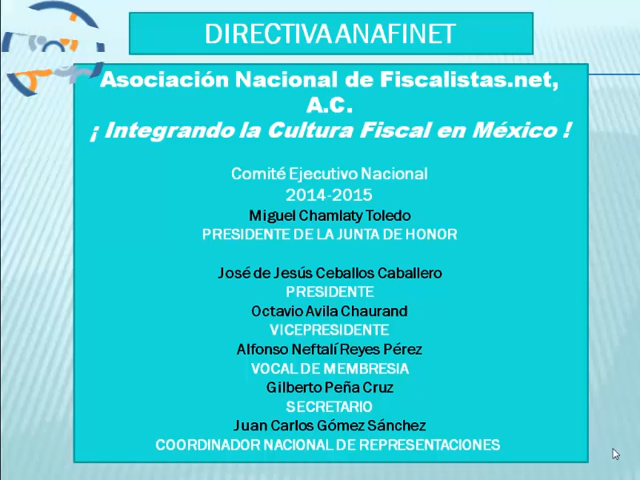 DIRECTIVA ANAFINET
Asociación Nacional de Fiscalistas.net,
A.C.
¡ Integrando la Cultura Fiscal en México !
Comité Ejecutivo Nacional
2014-2015
Miguel Chamlaty Toledo
PRESIDENTE DE LA JUNTA DE HONOR
José de Jesús Ceballos Caballero
PRESIDENTE
Octavio Avila Chaurand
VICEPRESIDENTE
Alfonso Neftalí Reyes Pérez
VOCAL DE MEMBRESIA
Gilberto Peña Cruz
SECRETARIO
Juan Carlos Gómez Sánchez
COORDINADOR NACIONAL DE REPRESENTACIONES